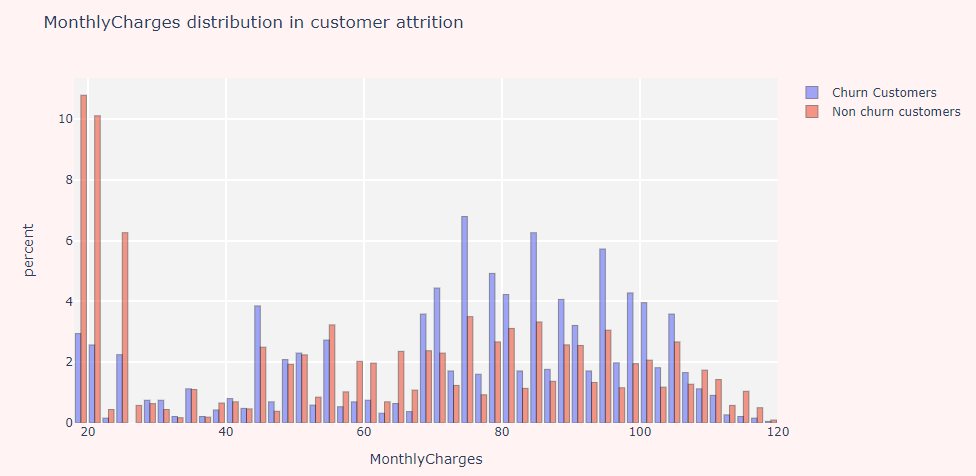 MonthlyCharges distribution in customer attrition
Churn Customers
Non churn customers
10
8
6
4
2
0
percent
20 40 60 80 100 120
MonthlyCharges